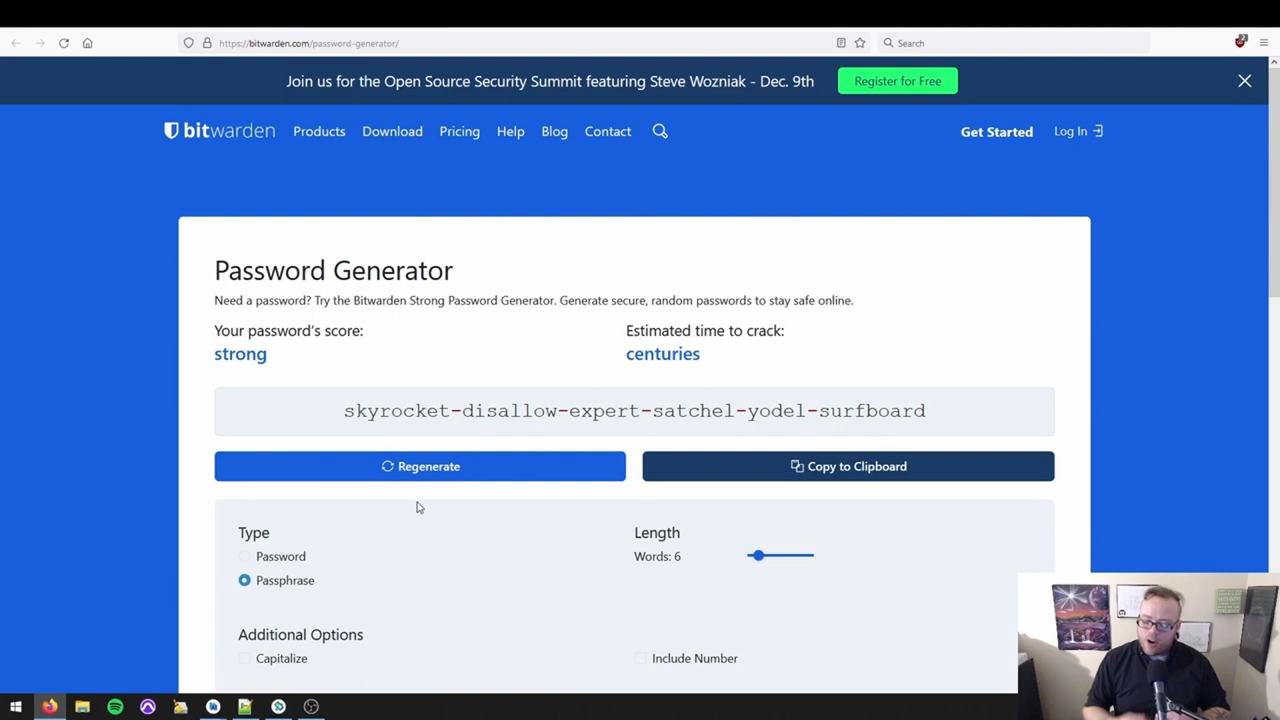 https://bitwarden.com/password-generator/
Search
Join us for the Open Source Security Summit featuring Steve Wozniak - Dec. 9th
Register for Free
bitwarden
Products
Download
Pricing
Help
Blog
Contact
Get Started
Log In
Password Generator
Need a password? Try the Bitwarden Strong Password Generator. Generate secure, random passwords to stay safe online.
Your password's score:
Estimated time to crack:
strong
centuries
skyrocket-disallow-expert-satchel-yodel-surfboard
Regenerate
Copy to Clipboard
Type
Length
Password
Words: 6
Passphrase
Additional Options
Capitalize
Include Number